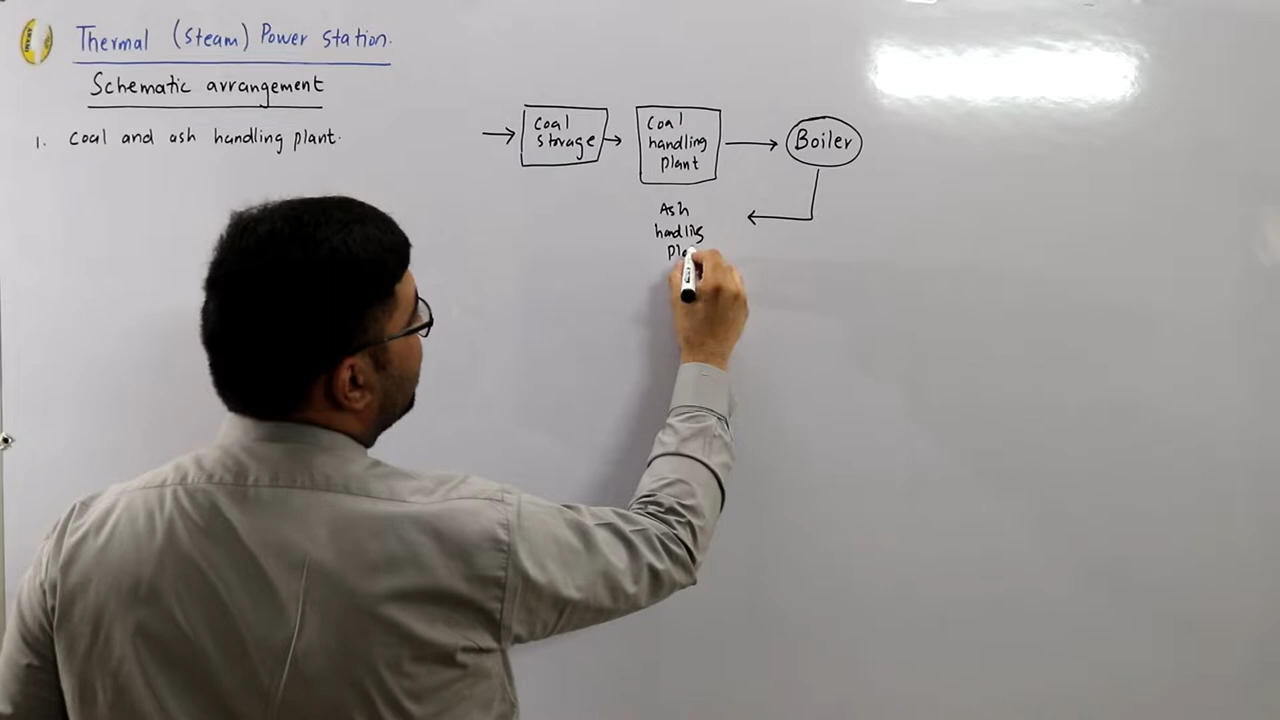 Thermal (Steam) Power station.
Schematic arrangement
1. Coal and ash handling plant.
Coal
storage
Coal
handling
plant
Boiler
Ash
handling